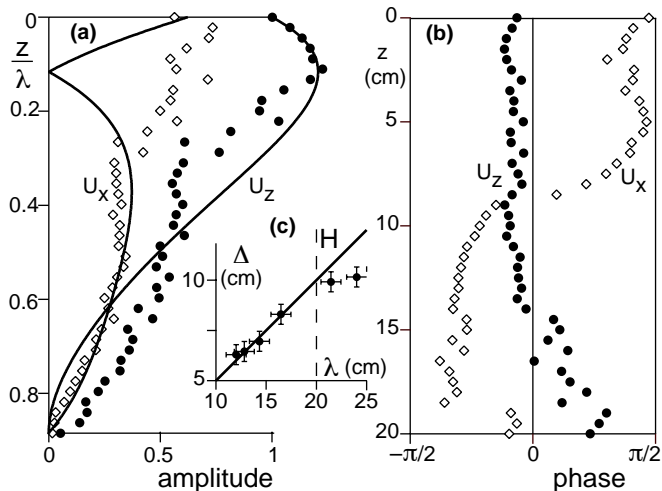 (a)
z
λ
0
0.2
0.4
0.6
0.8
U_x
U_z
0
0.5
1
amplitude
(c)
Δ
(cm)
H
10
5
10
15
20
25
λ (cm)
(b)
z
(cm)
0
5
10
15
20
U_z
U_x
−π/2
0
π/2
phase